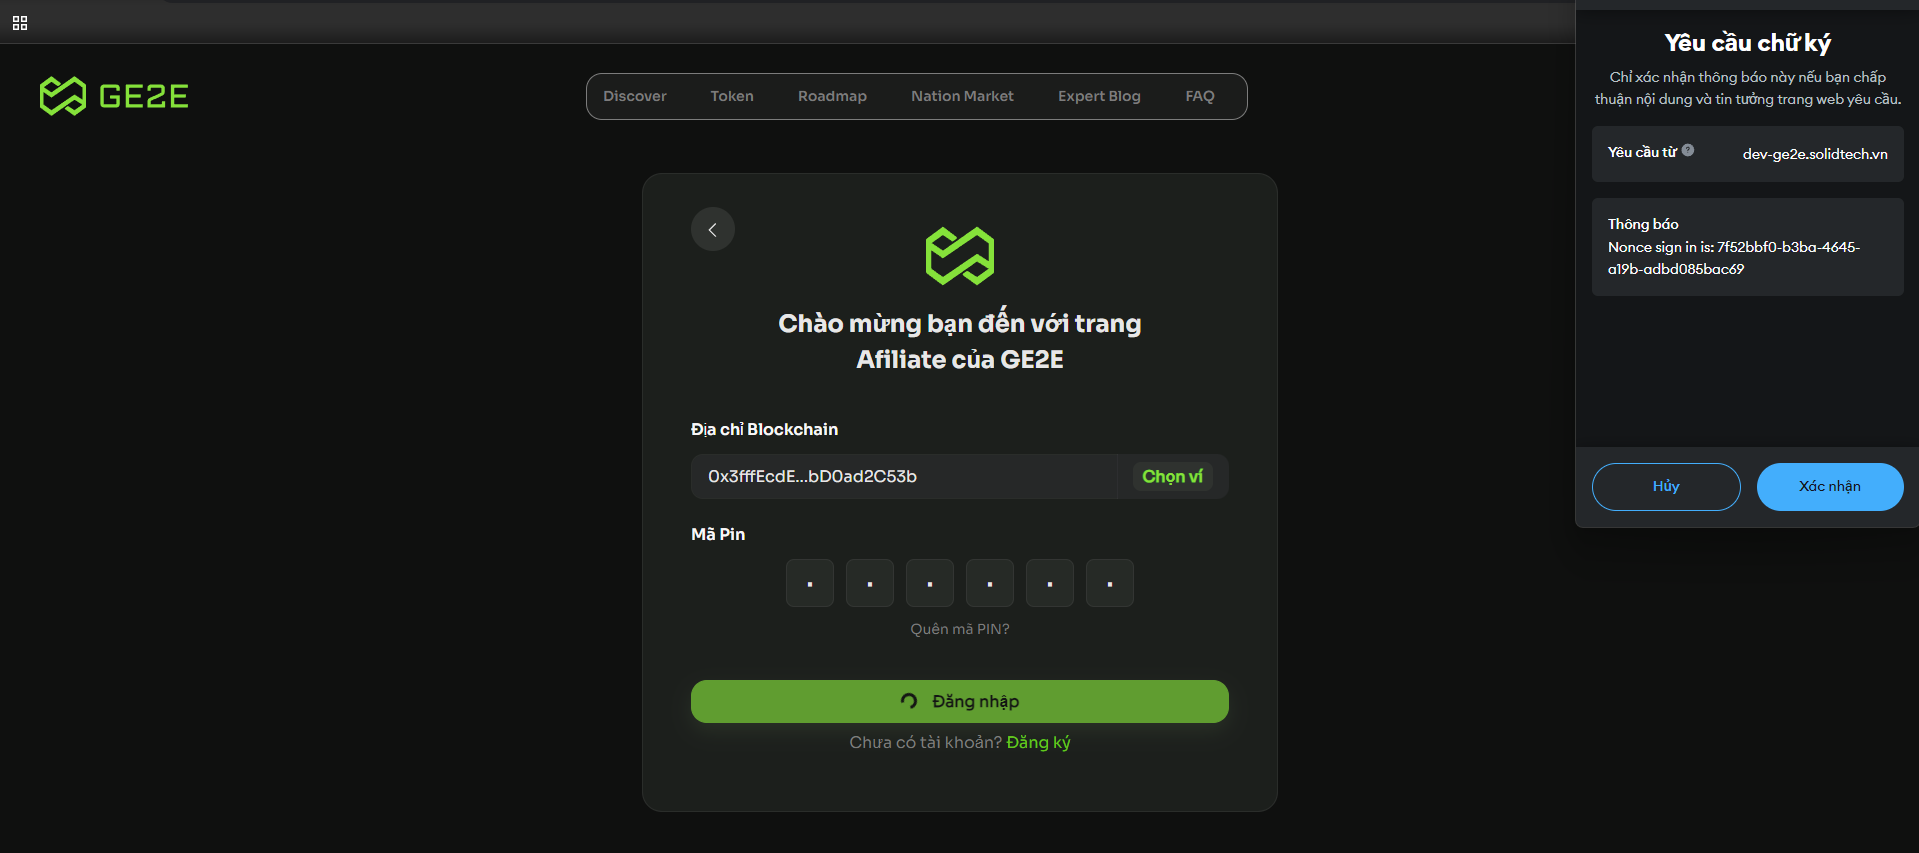 GE2E
Discover Token Roadmap Nation Market Expert Blog FAQ
Chào mừng bạn đến với trang
Afiliate của GE2E
Địa chỉ Blockchain
0x3fffEcdE...bD0ad2C53b Chọn ví
Mã Pin
Quên mã PIN?
Đăng nhập
Chưa có tài khoản? Đăng ký
Yêu cầu chữ ký
Chỉ xác nhận thông báo này nếu bạn chấp
thuận nội dung và tin tưởng trang web yêu cầu.
Yêu cầu từ ? dev-ge2e.solidtech.vn
Thông báo
Nonce sign in is: 7f52bbf0-b3ba-4645-
a19b-adbd085bac69
Hủy Xác nhận